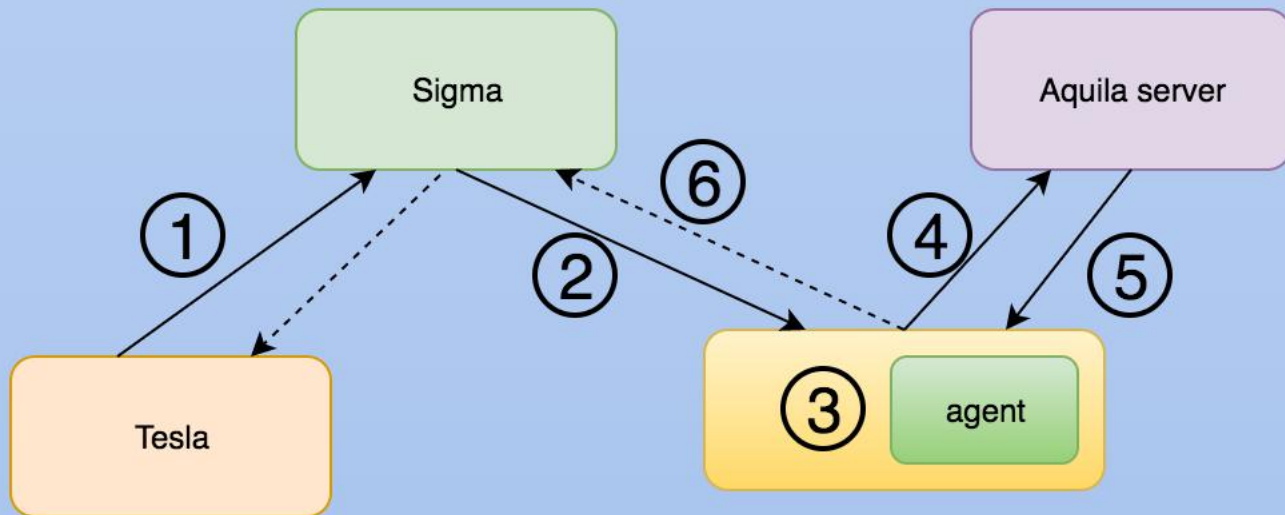 Sigma
Aquila server
⑥
①
④
②
⑤
③
agent
Tesla